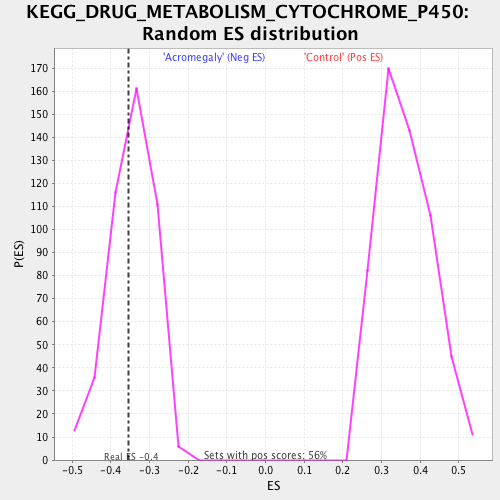 KEGG_DRUG_METABOLISM_CYTOCHROME_P450:
Random ES distribution
'Acromegaly' (Neg ES) 'Control' (Pos ES)
170
160
150
140
130
120
110
100
90
80
70
60
50
40
30
20
10
0
P(ES)
Real ES -0.4 Sets with pos scores: 56%
-0.5 -0.4 -0.3 -0.2 -0.1 0.0 0.1 0.2 0.3 0.4 0.5
ES